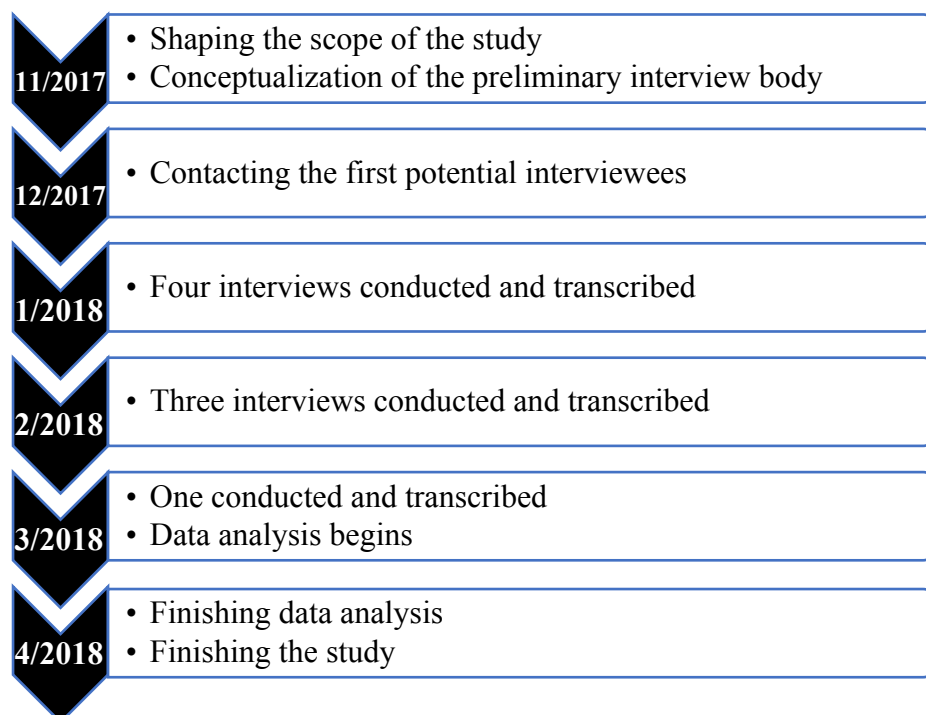 11/2017
• Shaping the scope of the study
• Conceptualization of the preliminary interview body
12/2017
• Contacting the first potential interviewees
1/2018
• Four interviews conducted and transcribed
2/2018
• Three interviews conducted and transcribed
3/2018
• One conducted and transcribed
• Data analysis begins
4/2018
• Finishing data analysis
• Finishing the study